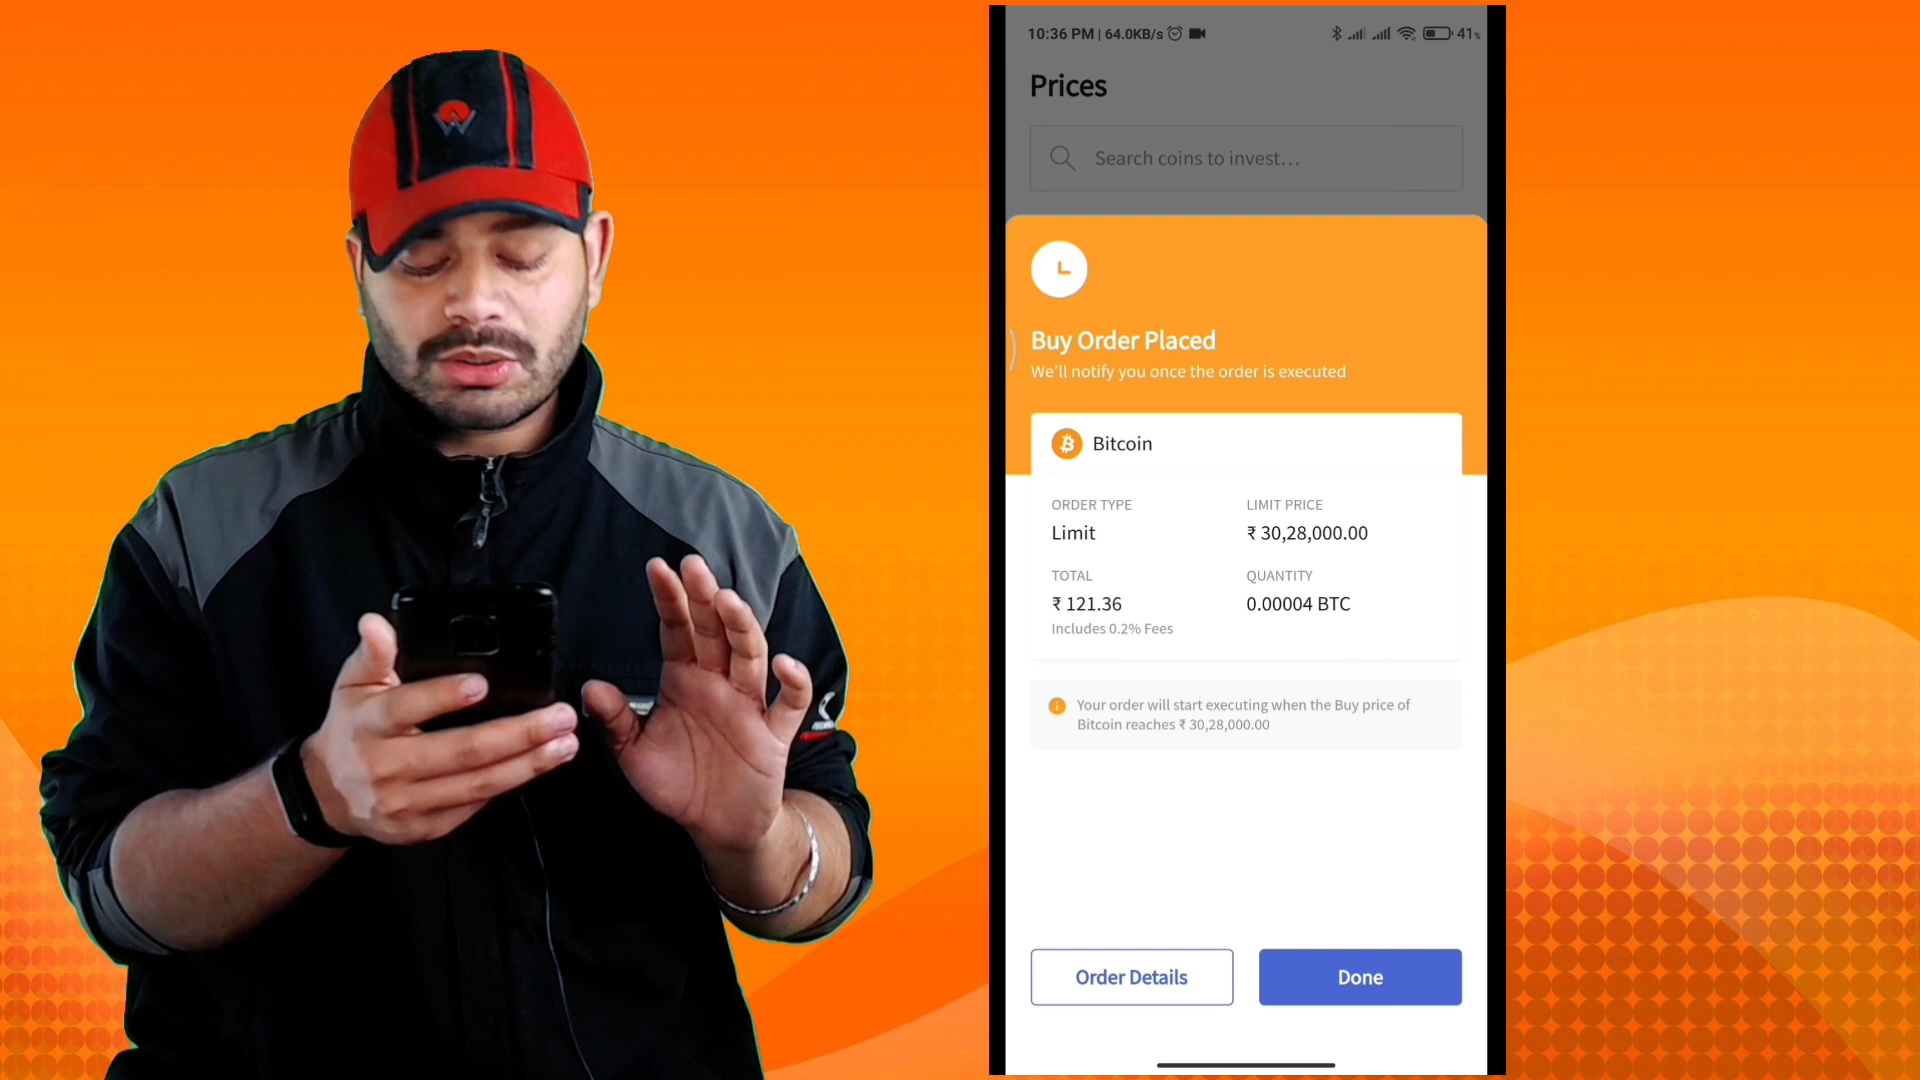 10:36 PM | 64.0KB/s
41%
Prices
Search coins to invest...
Buy Order Placed
We'll notify you once the order is executed
Bitcoin
ORDER TYPE
LIMIT PRICE
Limit
₹ 30,28,000.00
TOTAL
QUANTITY
₹ 121.36
0.00004 BTC
Includes 0.2% Fees
Your order will start executing when the Buy price of
Bitcoin reaches ₹ 30,28,000.00
Order Details
Done